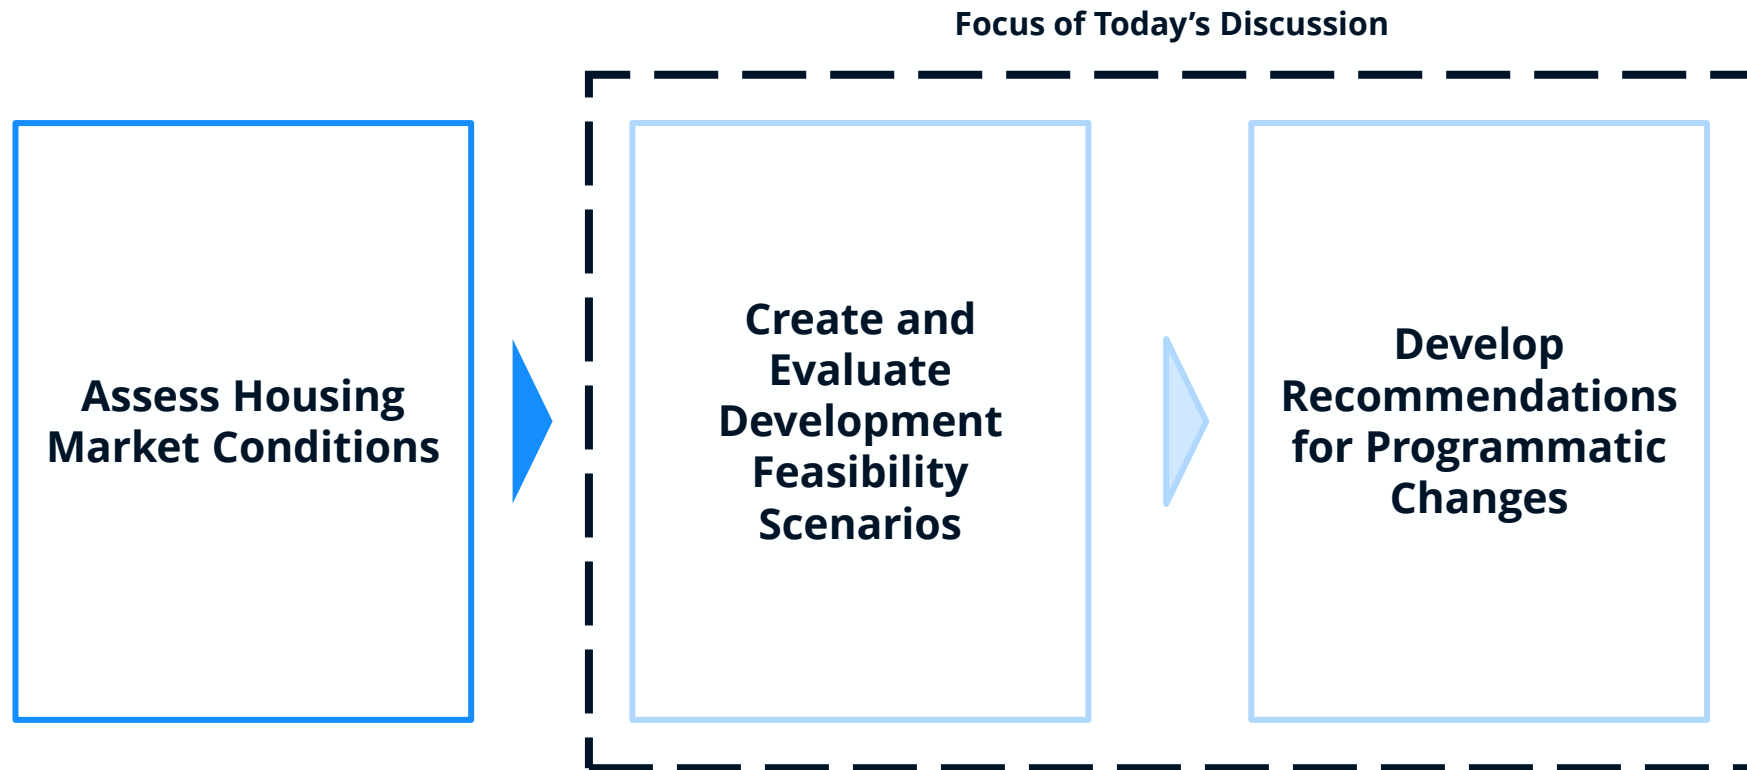 Focus of Today’s Discussion
Assess Housing
Market Conditions
Create and
Evaluate
Development
Feasibility
Scenarios
Develop
Recommendations
for Programmatic
Changes